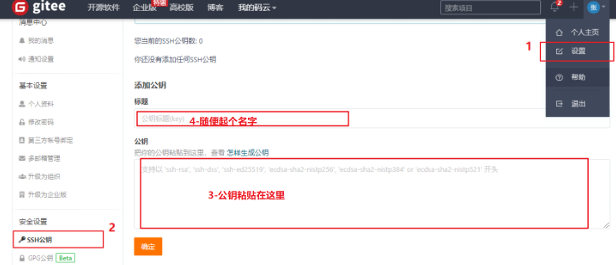 gitee 开源软件 企业版 特惠 高校版 博客 我的码云 搜索项目 2 张
消息中心
我的消息
通知设置
基本设置
个人资料
修改密码
第三方帐号绑定
多邮箱管理
升级为组织
升级为企业版
安全设置
2
SSH公钥
GPG公钥 Beta
您当前的SSH公钥数: 0
你还没有添加任何SSH公钥
添加公钥
标题
公钥标题(key) 4-随便起个名字
公钥
把你的公钥粘贴到这里，查看 怎样生成公钥
支持以 'ssh-rsa', 'ssh-dss', 'ssh-ed25519', 'ecdsa-sha2-nistp256', 'ecdsa-sha2-nistp384' or 'ecdsa-sha2-nistp521' 开头
3-公钥粘贴在这里
确定
1
个人主页
设置
帮助
退出